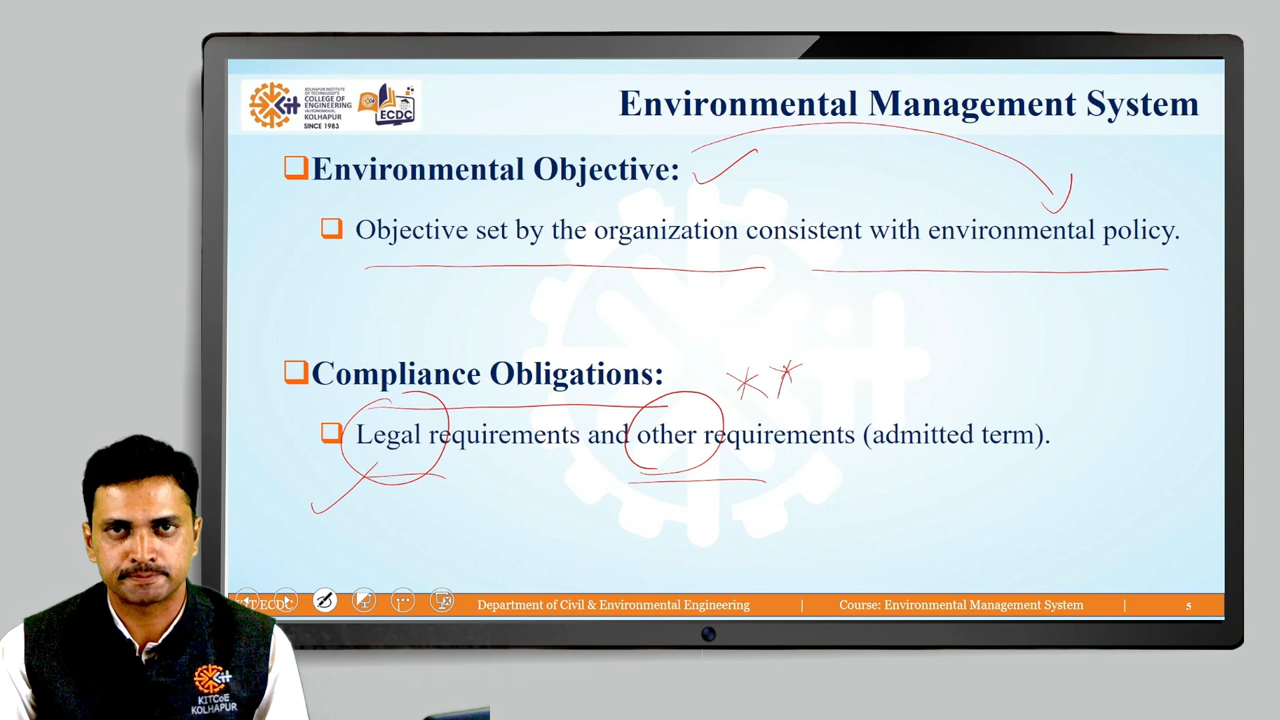 KOLHAPUR INSTITUTE
OF TECHNOLOGY'S
COLLEGE OF
ENGINEERING
(AUTONOMOUS),
KOLHAPUR
SINCE 1983
ECDC
Environmental Management System
Environmental Objective:
Objective set by the organization consistent with environmental policy.
Compliance Obligations:
Legal requirements and other requirements (admitted term).
ECDC
Department of Civil & Environmental Engineering | Course: Environmental Management System | 5
KITCoE
KOLHAPUR